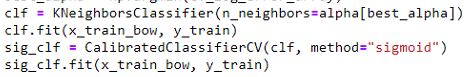 clf = KNeighborsClassifier(n_neighbors=alpha[best_alpha])
clf.fit(x_train_bow, y_train)
sig_clf = CalibratedClassifierCV(clf, method="sigmoid")
sig_clf.fit(x_train_bow, y_train)